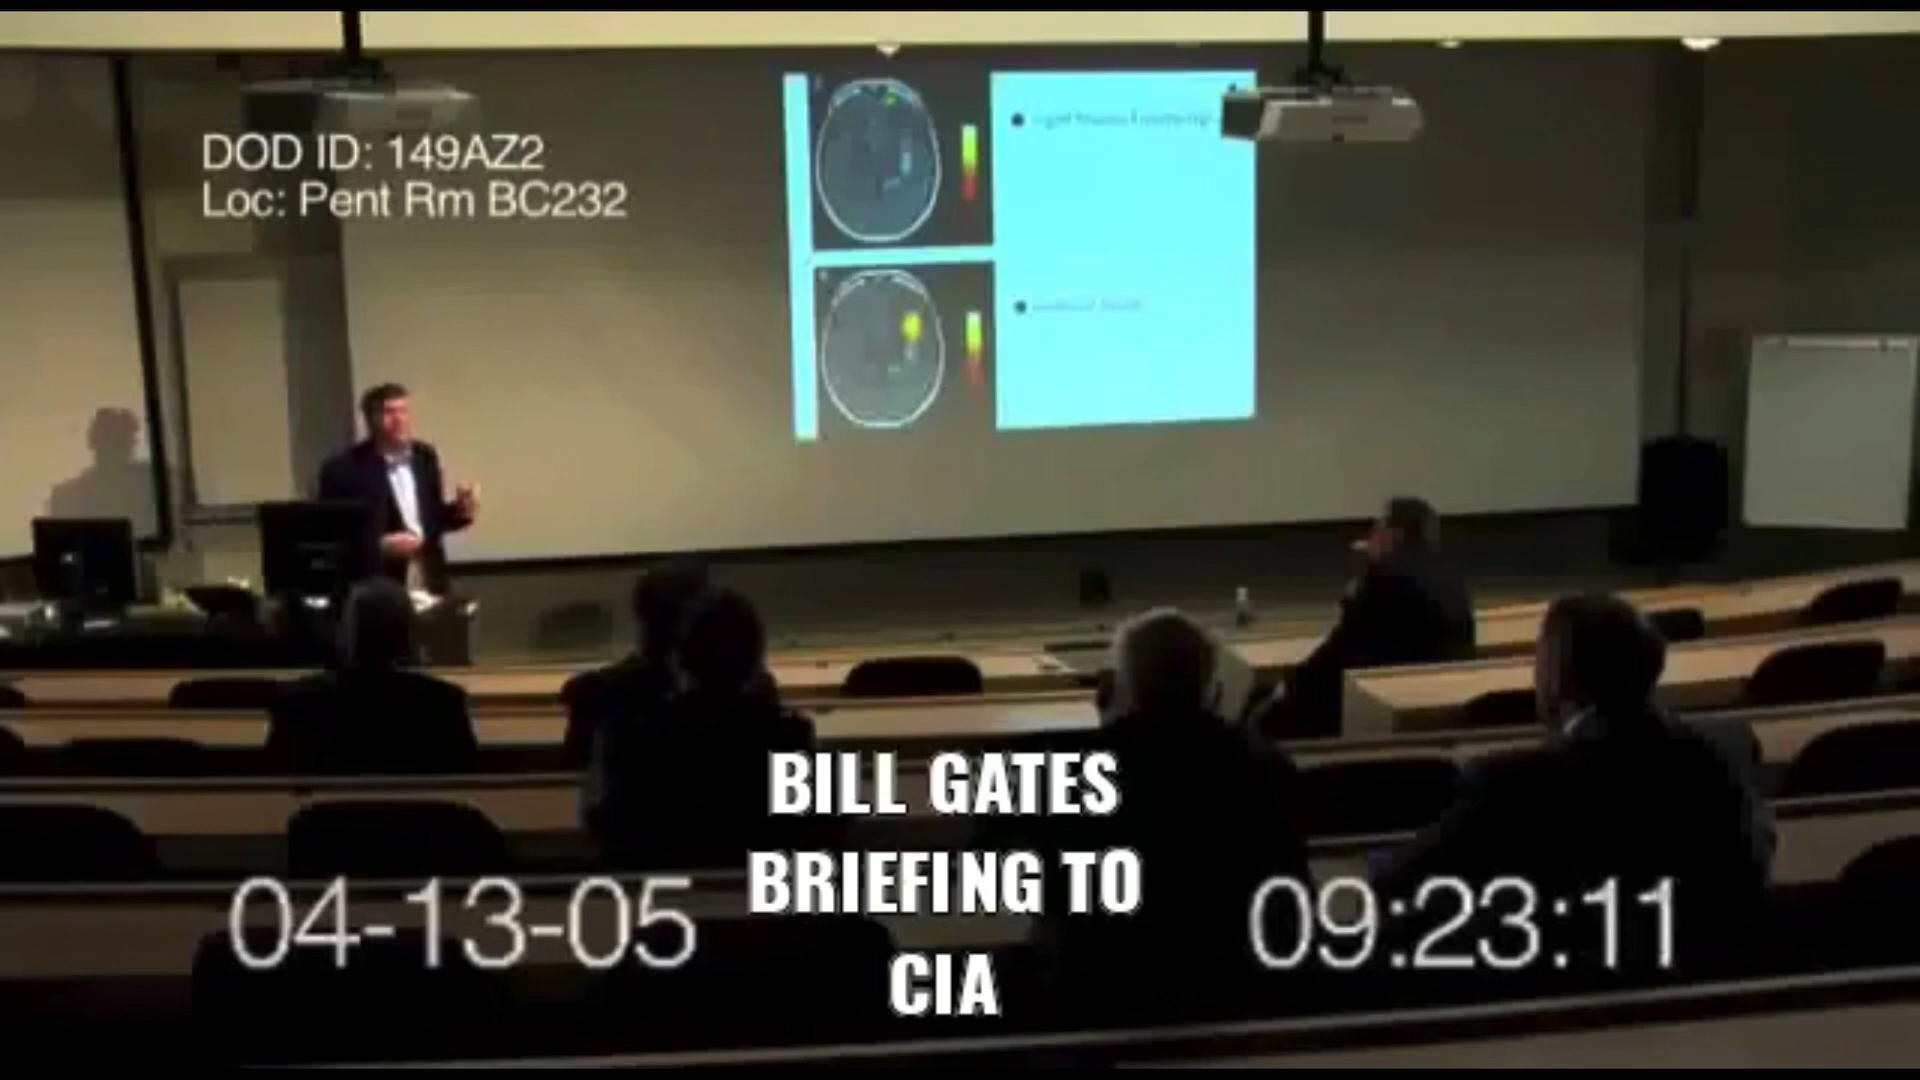 DOD ID: 149AZ2
Loc: Pent Rm BC232
BILL GATES
BRIEFING TO
CIA
04-13-05
09:23:11